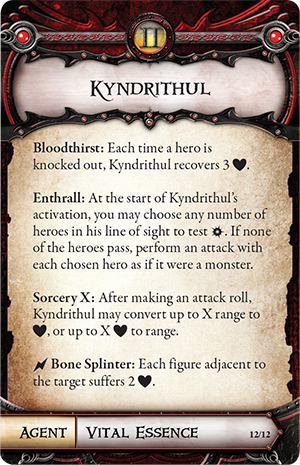 II
KYNDRITHUL
Bloodthirst: Each time a hero is
knocked out, Kyndrithul recovers 3 ♥.
Enthrall: At the start of Kyndrithul's
activation, you may choose any number of
heroes in his line of sight to test . If none
of the heroes pass, perform an attack with
each chosen hero as if it were a monster.
Sorcery X: After making an attack roll,
Kyndrithul may convert up to X range to
♥, or up to X ♥ to range.
Bone Splinter: Each figure adjacent to
the target suffers 2 ♥.
AGENT VITAL ESSENCE 12/12